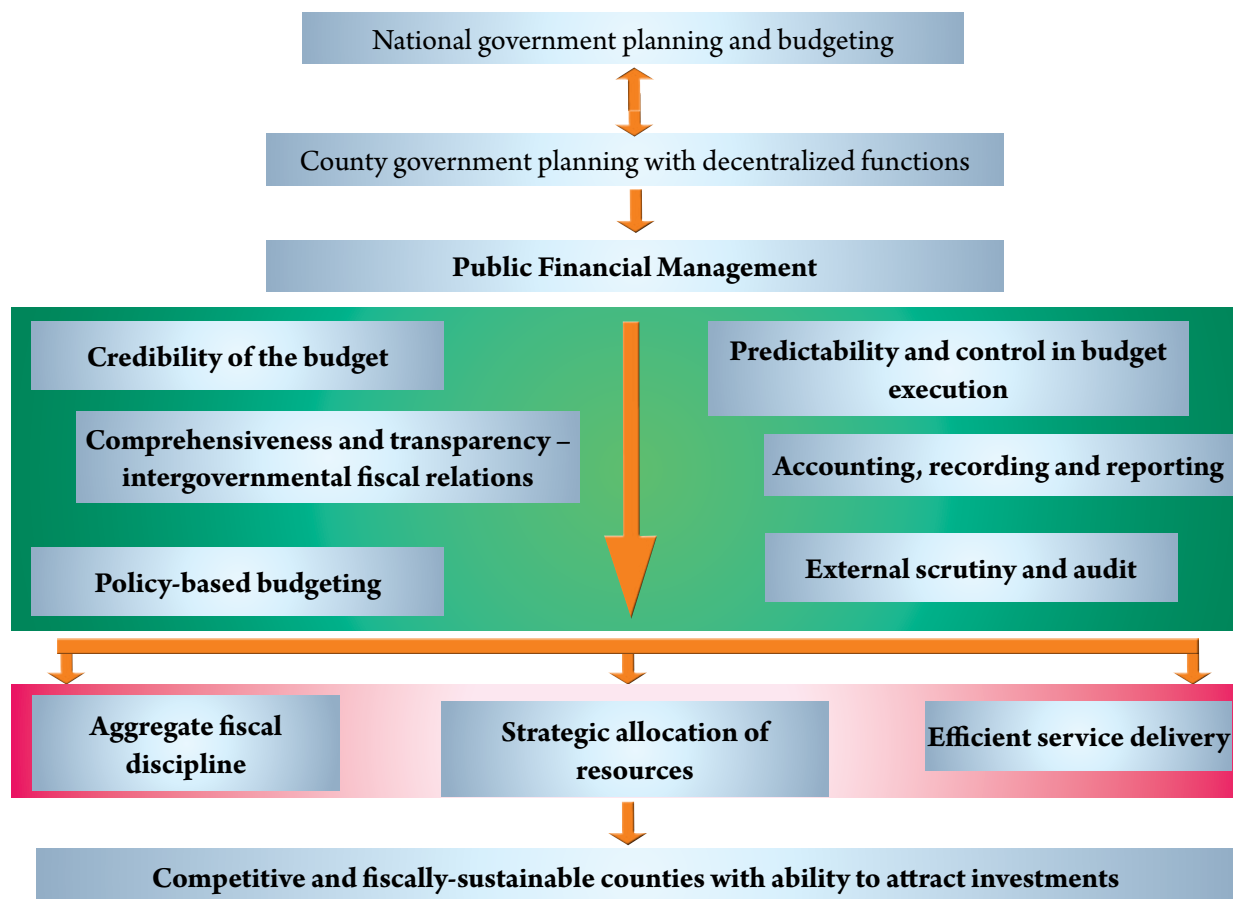 National government planning and budgeting
County government planning with decentralized functions
Public Financial Management
Credibility of the budget
Comprehensiveness and transparency –
intergovernmental fiscal relations
Policy-based budgeting
Predictability and control in budget
execution
Accounting, recording and reporting
External scrutiny and audit
Aggregate fiscal
discipline
Strategic allocation of
resources
Efficient service delivery
Competitive and fiscally-sustainable counties with ability to attract investments